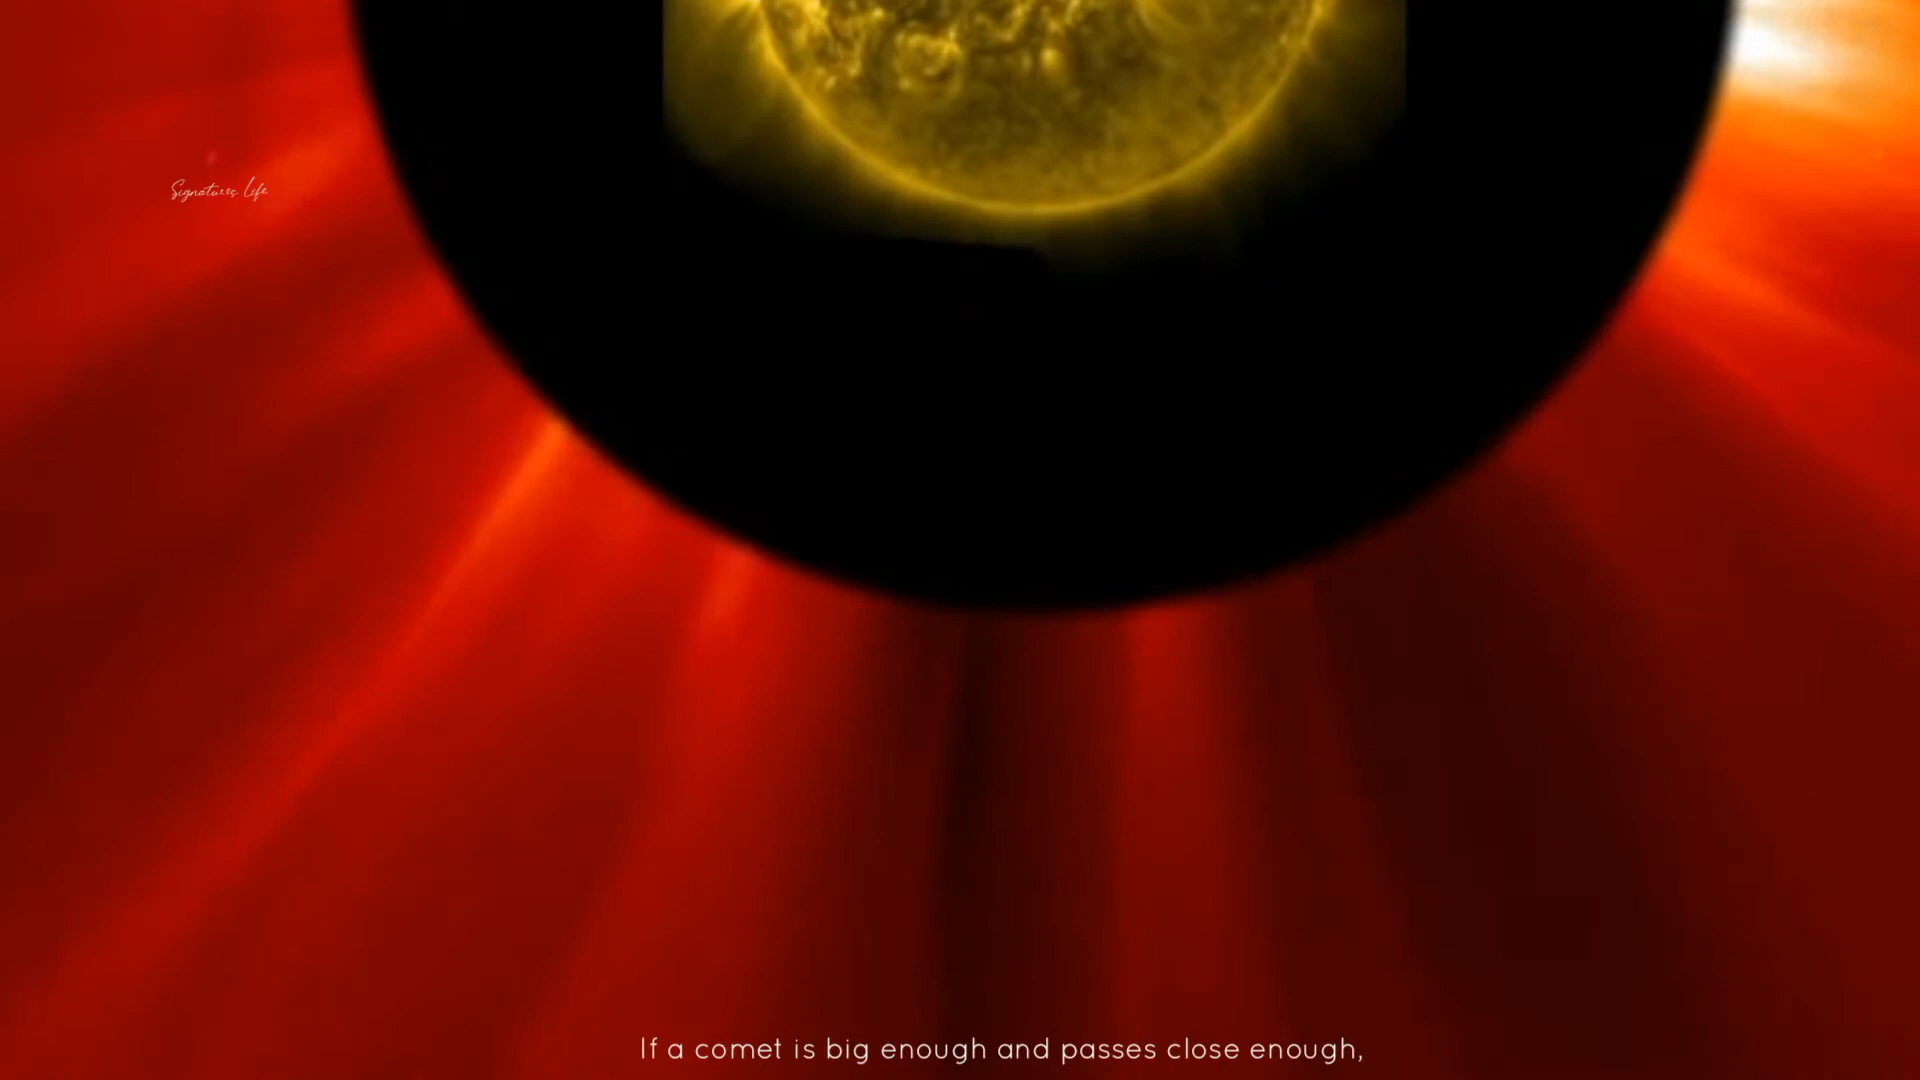 Signatures Life
If a comet is big enough and passes close enough,